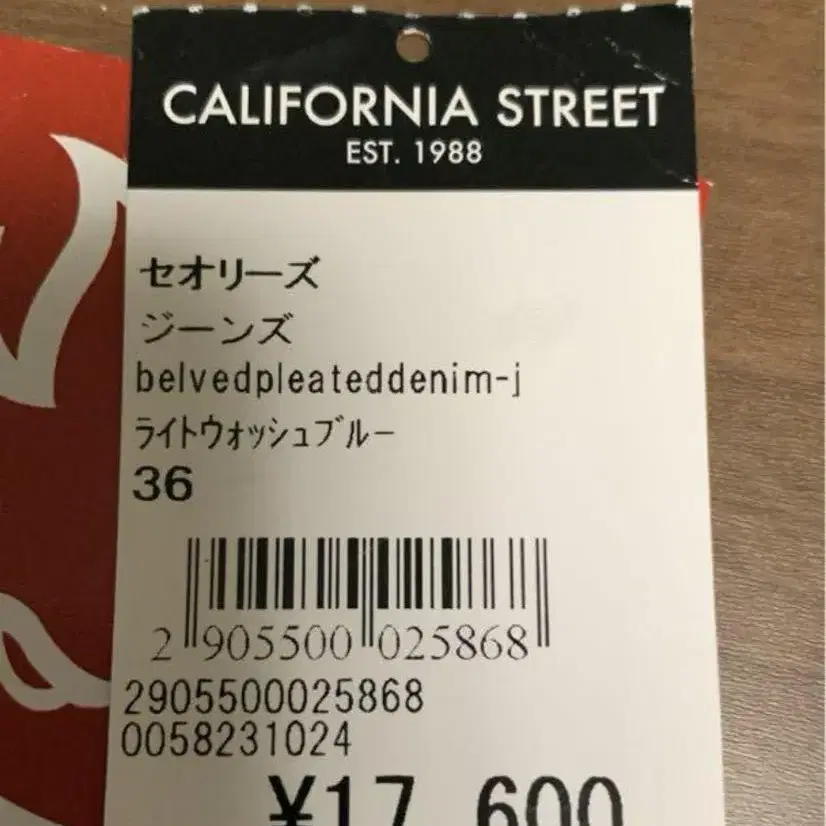 CALIFORNIA STREET
EST. 1988
セオリーズ
ジーンズ
belvedpleateddenim-j
ライトウォッシュブルー
36
2 905500 025868
2905500025868
0058231024
¥17,600